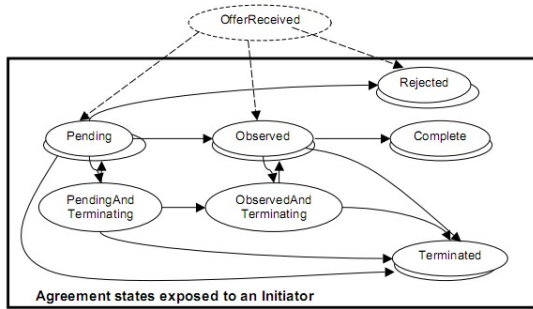 OfferReceived
Rejected
Pending
Observed
Complete
PendingAnd
Terminating
ObservedAnd
Terminating
Terminated
Agreement states exposed to an Initiator